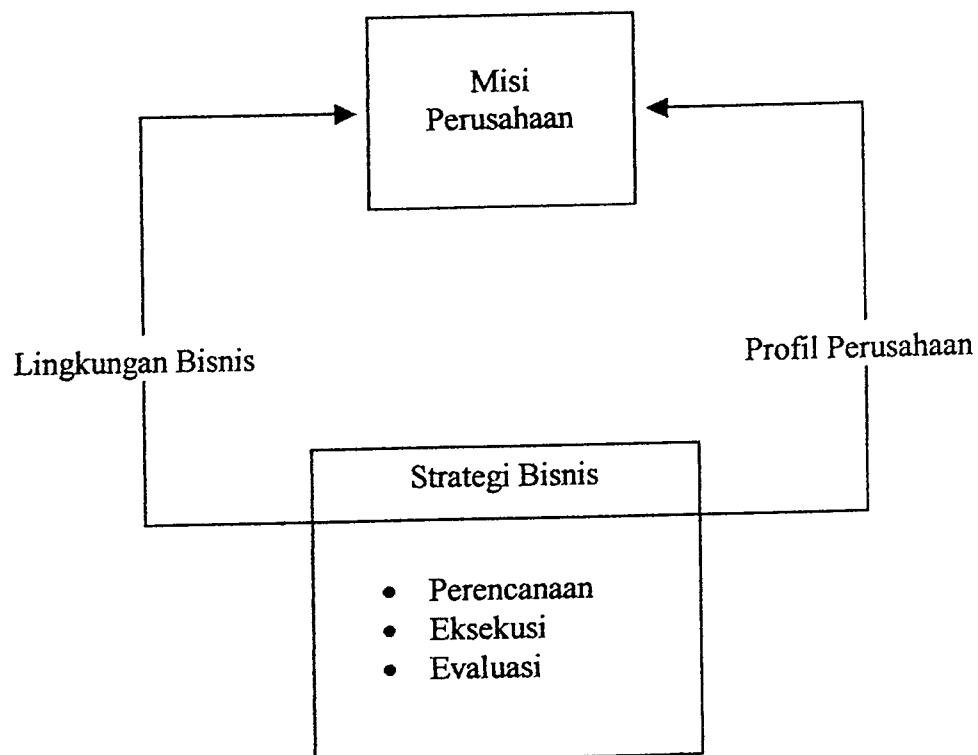 Misi
Perusahaan
Lingkungan Bisnis
Profil Perusahaan
Strategi Bisnis
• Perencanaan
• Eksekusi
• Evaluasi